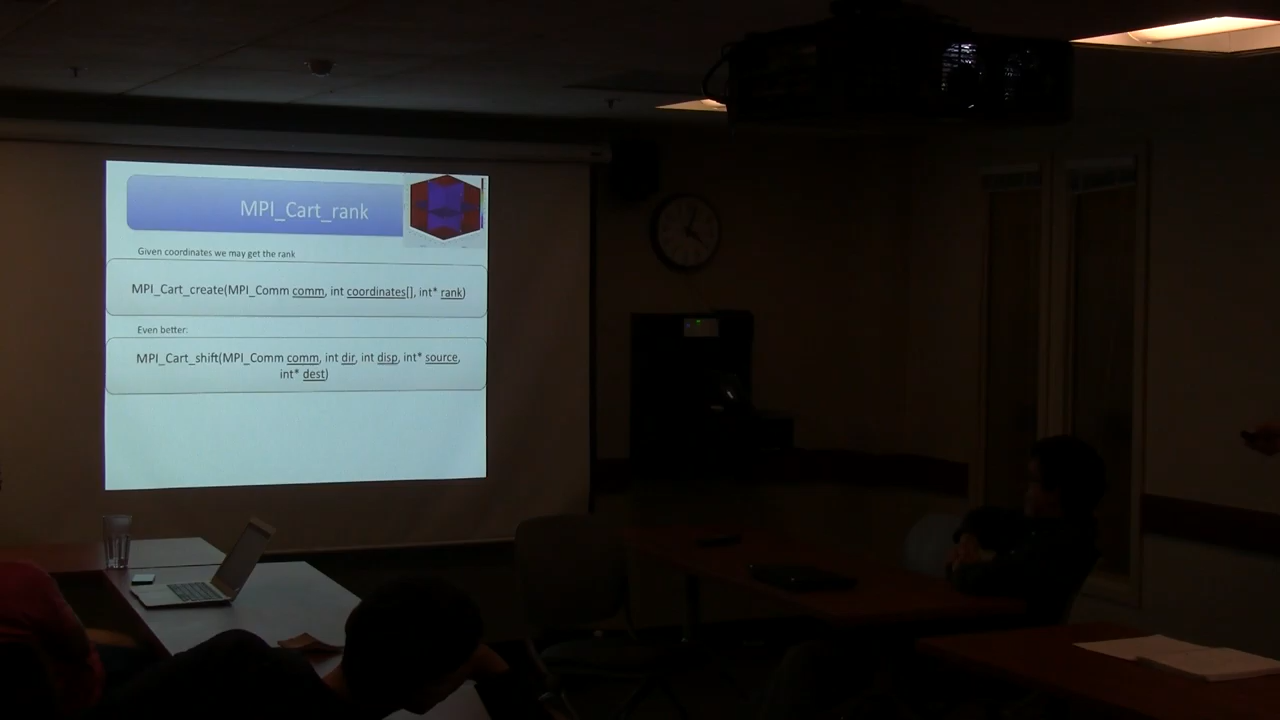 MPI_Cart_rank
Given coordinates we may get the rank
MPI_Cart_create(MPI_Comm comm, int coordinates[], int* rank)
Even better:
MPI_Cart_shift(MPI_Comm comm, int dir, int disp, int* source,
int* dest)